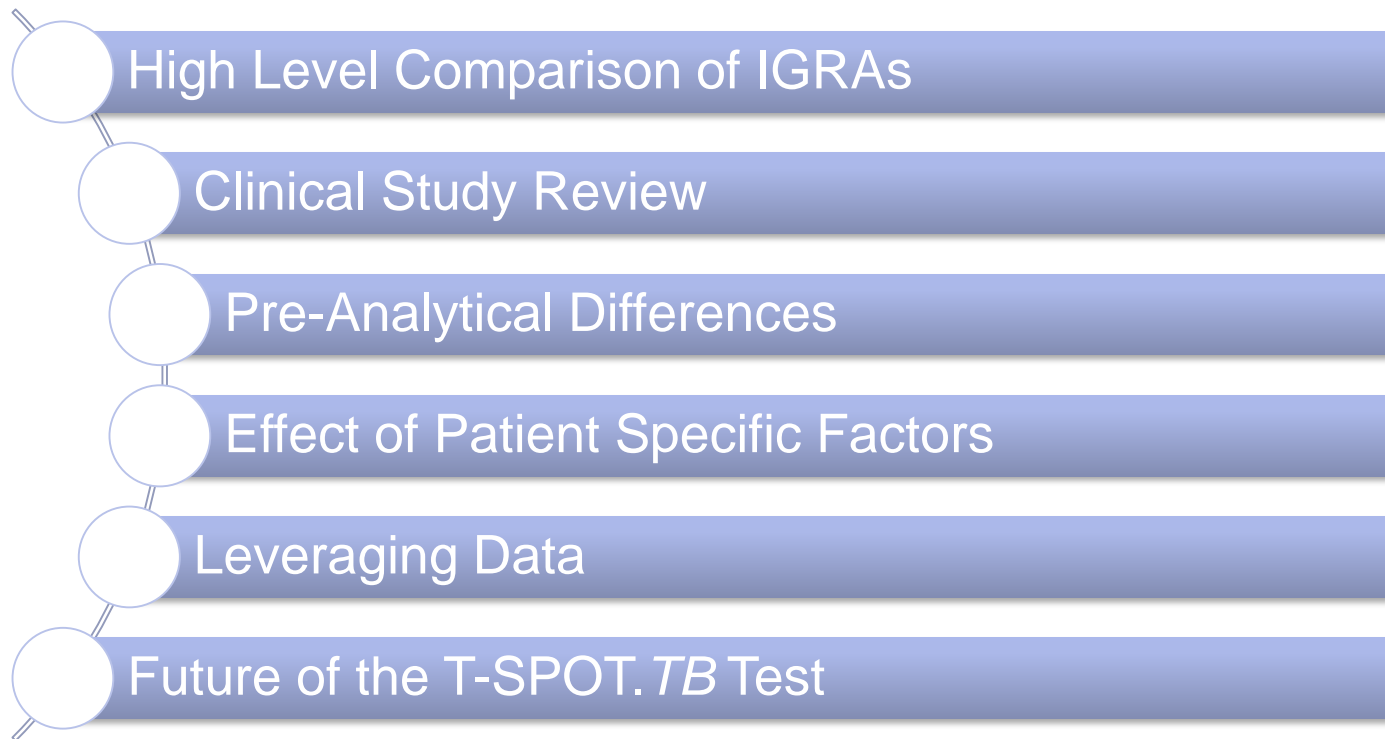 High Level Comparison of IGRAs
Clinical Study Review
Pre-Analytical Differences
Effect of Patient Specific Factors
Leveraging Data
Future of the T-SPOT.TB Test